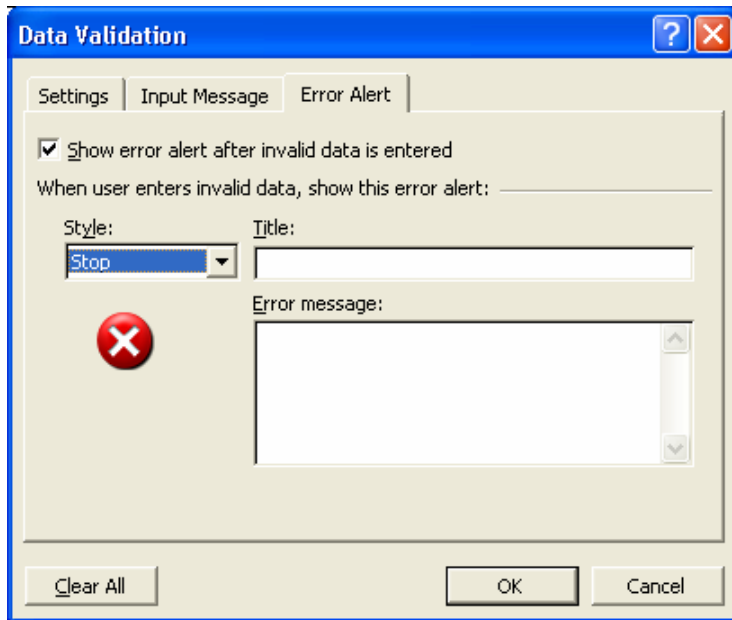 Data Validation
Settings Input Message Error Alert
Show error alert after invalid data is entered
When user enters invalid data, show this error alert:
Style: Title:
Stop
Error message:
Clear All OK Cancel